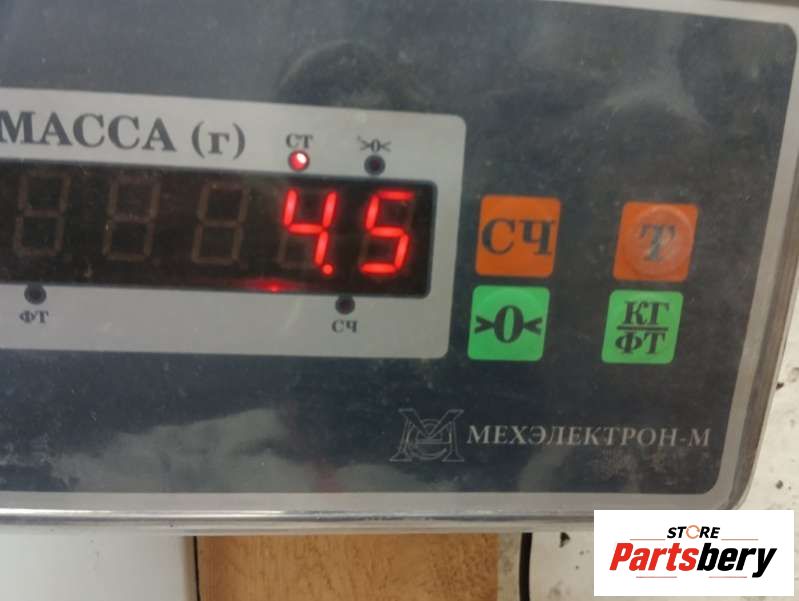 МАССА (г)
СТ
>0<
4.5
ФТ
СЧ
СЧ
Т
>0<
КГ
ФТ
МЕХЭЛЕКТРОН-М
STORE
Partsbery